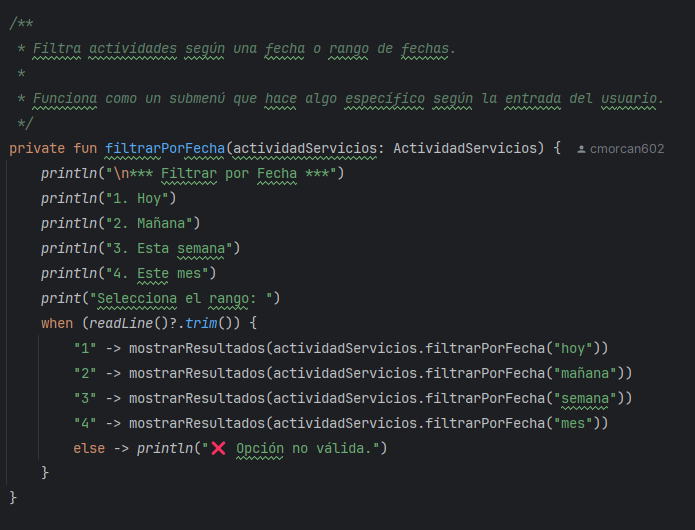 /**
 * Filtra actividades según una fecha o rango de fechas.
 *
 * Funciona como un submenú que hace algo específico según la entrada del usuario.
 */
private fun filtrarPorFecha(actividadServicios: ActividadServicios) { cmorcan602
    println("\n*** Filtrar por Fecha ***")
    println("1. Hoy")
    println("2. Mañana")
    println("3. Esta semana")
    println("4. Este mes")
    print("Selecciona el rango: ")
    when (readLine()?.trim()) {
        "1" -> mostrarResultados(actividadServicios.filtrarPorFecha("hoy"))
        "2" -> mostrarResultados(actividadServicios.filtrarPorFecha("mañana"))
        "3" -> mostrarResultados(actividadServicios.filtrarPorFecha("semana"))
        "4" -> mostrarResultados(actividadServicios.filtrarPorFecha("mes"))
        else -> println("❌ Opción no válida.")
    }
}